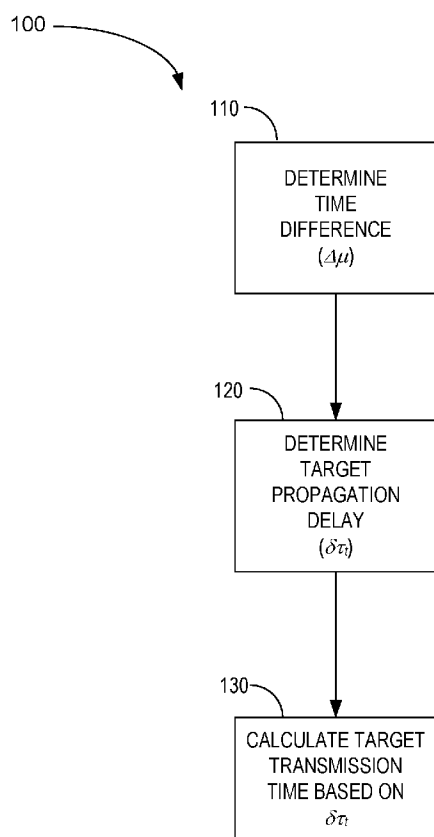 100
110
DETERMINE
TIME
DIFFERENCE
(Δμ)
120
DETERMINE
TARGET
PROPAGATION
DELAY
(δτₜ)
130
CALCULATE TARGET
TRANSMISSION
TIME BASED ON
δτₜ